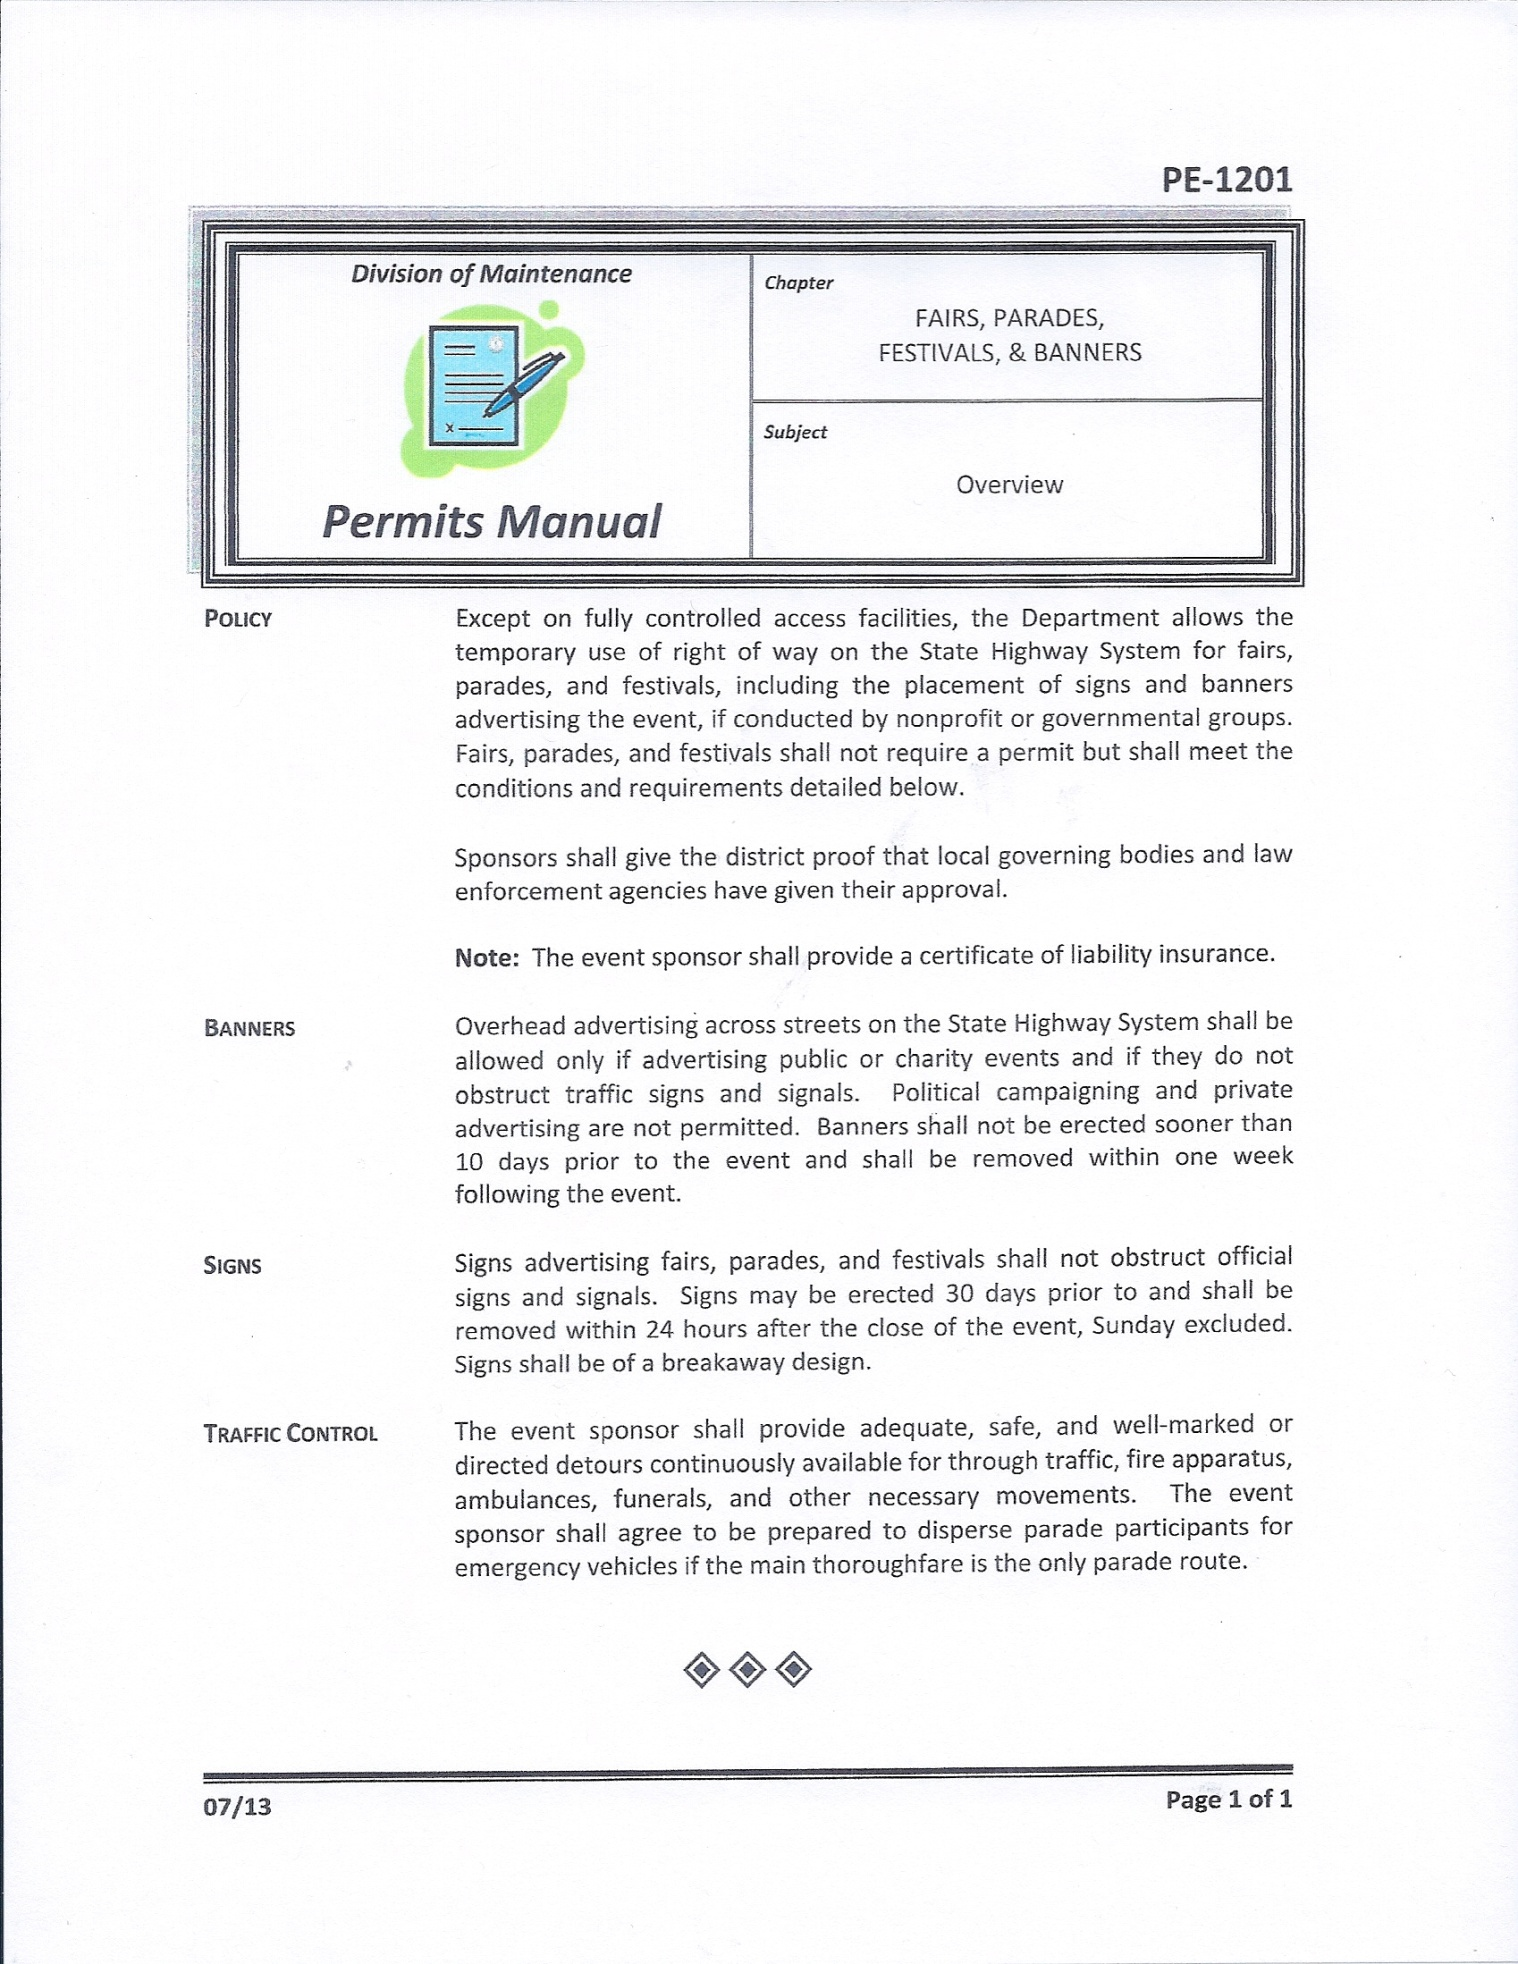 PE-1201
Division of Maintenance
X
Permits Manual
Chapter
FAIRS, PARADES,
FESTIVALS, & BANNERS
Subject
Overview
POLICY
Except on fully controlled access facilities, the Department allows the
temporary use of right of way on the State Highway System for fairs,
parades, and festivals, including the placement of signs and banners
advertising the event, if conducted by nonprofit or governmental groups.
Fairs, parades, and festivals shall not require a permit but shall meet the
conditions and requirements detailed below.
Sponsors shall give the district proof that local governing bodies and law
enforcement agencies have given their approval.
Note: The event sponsor shall provide a certificate of liability insurance.
BANNERS
Overhead advertising across streets on the State Highway System shall be
allowed only if advertising public or charity events and if they do not
obstruct traffic signs and signals. Political campaigning and private
advertising are not permitted. Banners shall not be erected sooner than
10 days prior to the event and shall be removed within one week
following the event.
SIGNS
Signs advertising fairs, parades, and festivals shall not obstruct official
signs and signals. Signs may be erected 30 days prior to and shall be
removed within 24 hours after the close of the event, Sunday excluded.
Signs shall be of a breakaway design.
TRAFFIC CONTROL
The event sponsor shall provide adequate, safe, and well-marked or
directed detours continuously available for through traffic, fire apparatus,
ambulances, funerals, and other necessary movements. The event
sponsor shall agree to be prepared to disperse parade participants for
emergency vehicles if the main thoroughfare is the only parade route.
07/13
Page 1 of 1